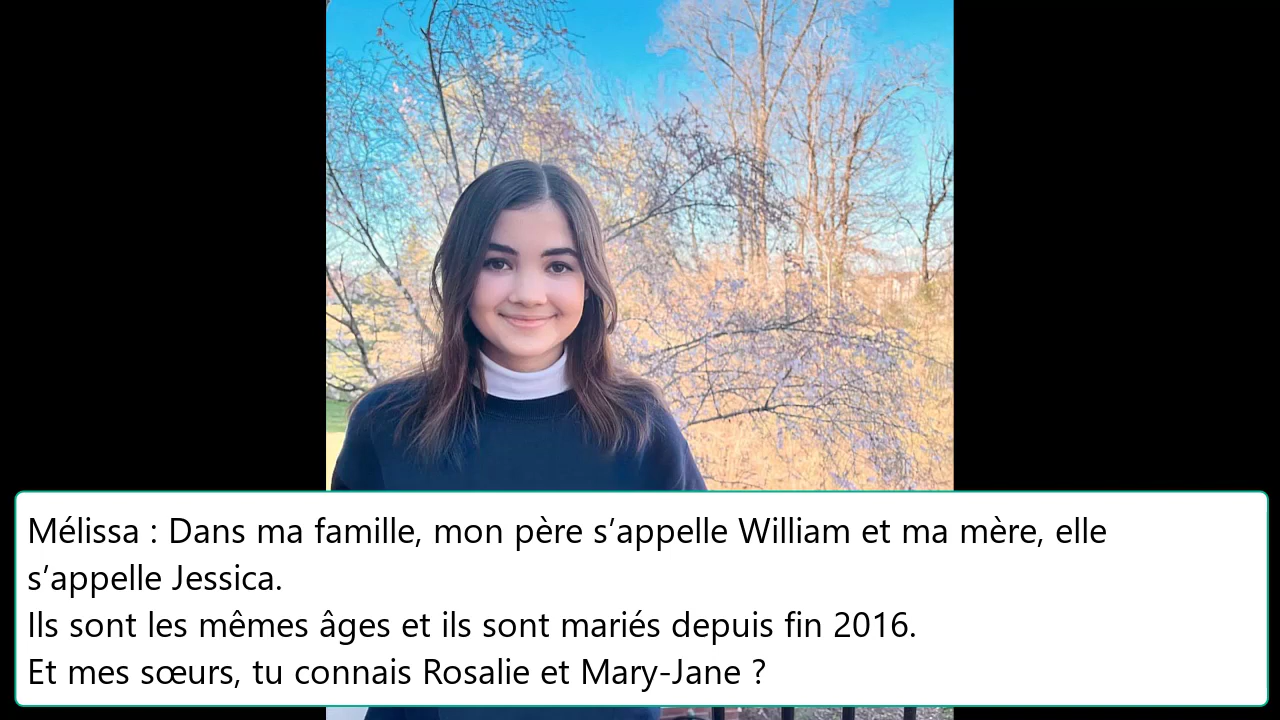 Mélissa : Dans ma famille, mon père s’appelle William et ma mère, elle
s’appelle Jessica.
Ils sont les mêmes âges et ils sont mariés depuis fin 2016.
Et mes sœurs, tu connais Rosalie et Mary-Jane ?